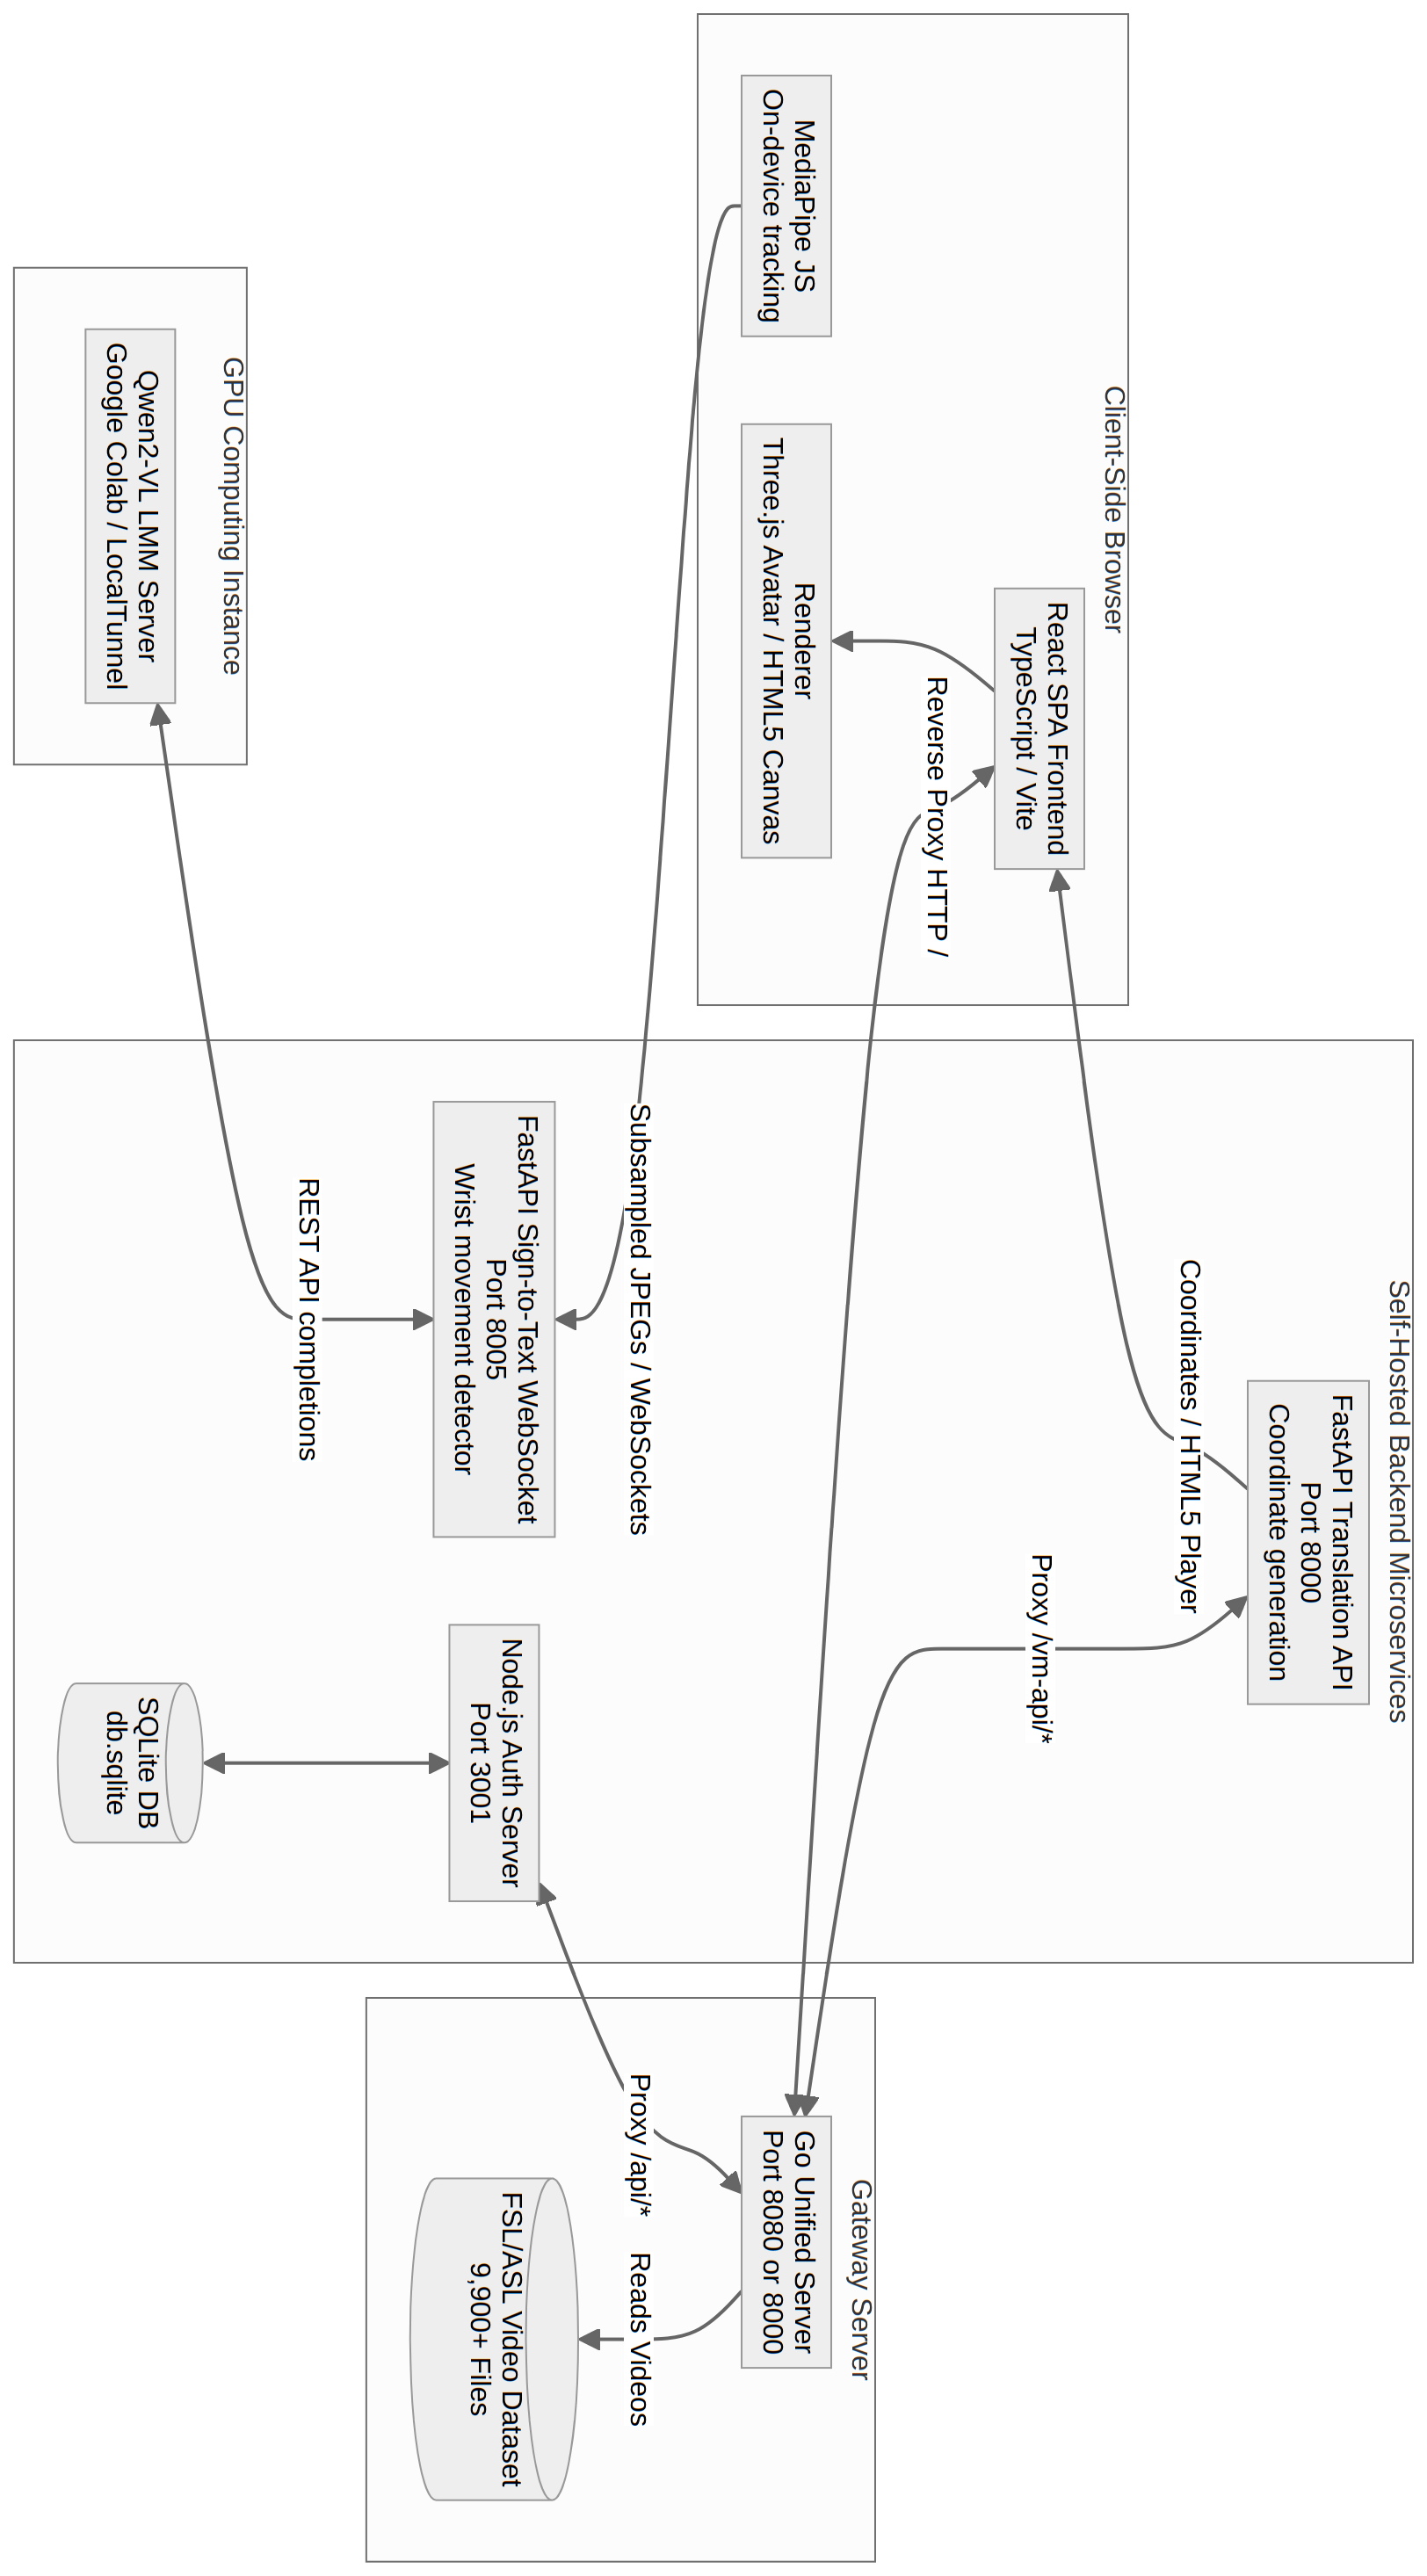 Client-Side Browser
React SPA Frontend
TypeScript / Vite
MediaPipe JS
On-device tracking
Renderer
Three.js Avatar / HTML5 Canvas
Reverse Proxy HTTP /
GPU Computing Instance
Qwen2-VL LMM Server
Google Colab / LocalTunnel
Self-Hosted Backend Microservices
FastAPI Translation API
Port 8000
Coordinate generation
Coordinates / HTML5 Player
Proxy /vm-api/*
Subsampled JPEGs / WebSockets
FastAPI Sign-to-Text WebSocket
Port 8005
Wrist movement detector
REST API completions
Node.js Auth Server
Port 3001
SQLite DB
db.sqlite
Gateway Server
Go Unified Server
Port 8080 or 8000
Proxy /api/*
Reads Videos
FSL/ASL Video Dataset
9,900+ Files